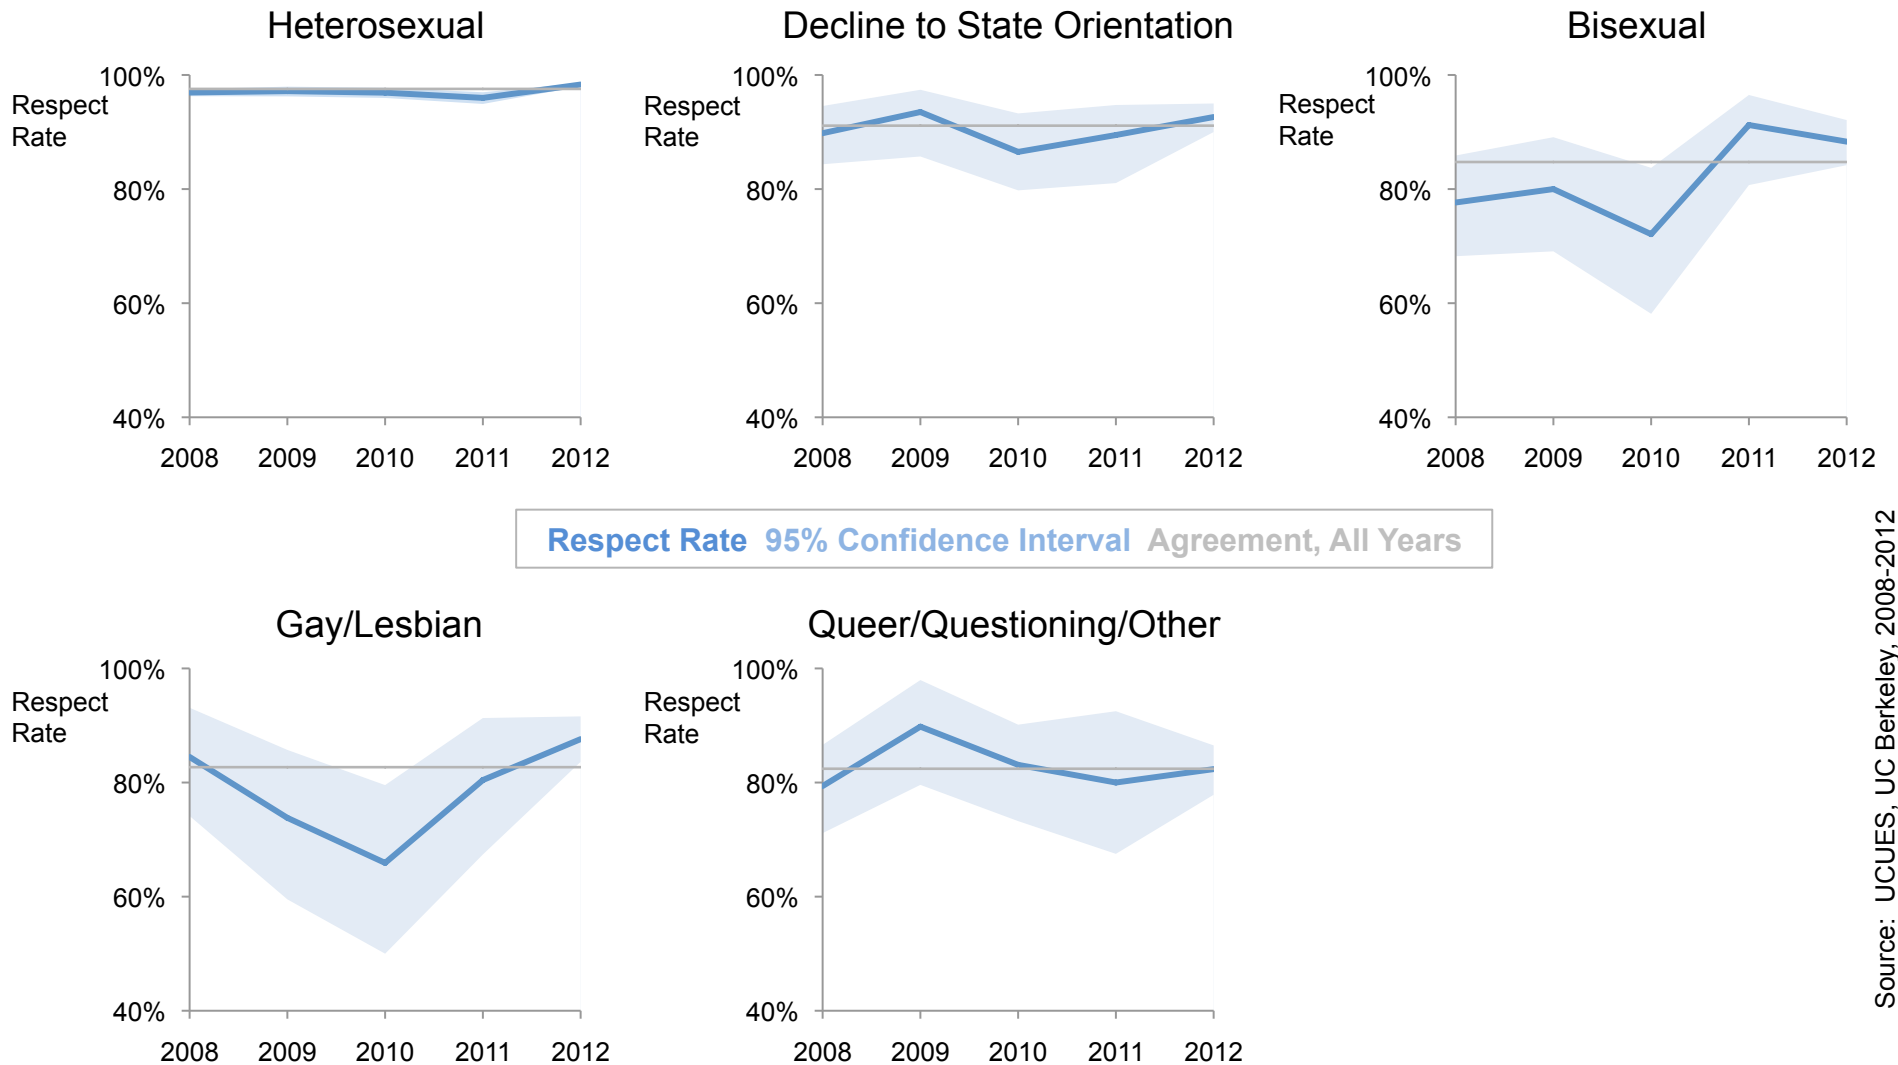 Heterosexual
100%
Respect
Rate
80%
60%
40%
2008 2009 2010 2011 2012
Decline to State Orientation
100%
Respect
Rate
80%
60%
40%
2008 2009 2010 2011 2012
Bisexual
100%
Respect
Rate
80%
60%
40%
2008 2009 2010 2011 2012
Respect Rate 95% Confidence Interval Agreement, All Years
Gay/Lesbian
100%
Respect
Rate
80%
60%
40%
2008 2009 2010 2011 2012
Queer/Questioning/Other
100%
Respect
Rate
80%
60%
40%
2008 2009 2010 2011 2012
Source: UCUES, UC Berkeley, 2008-2012